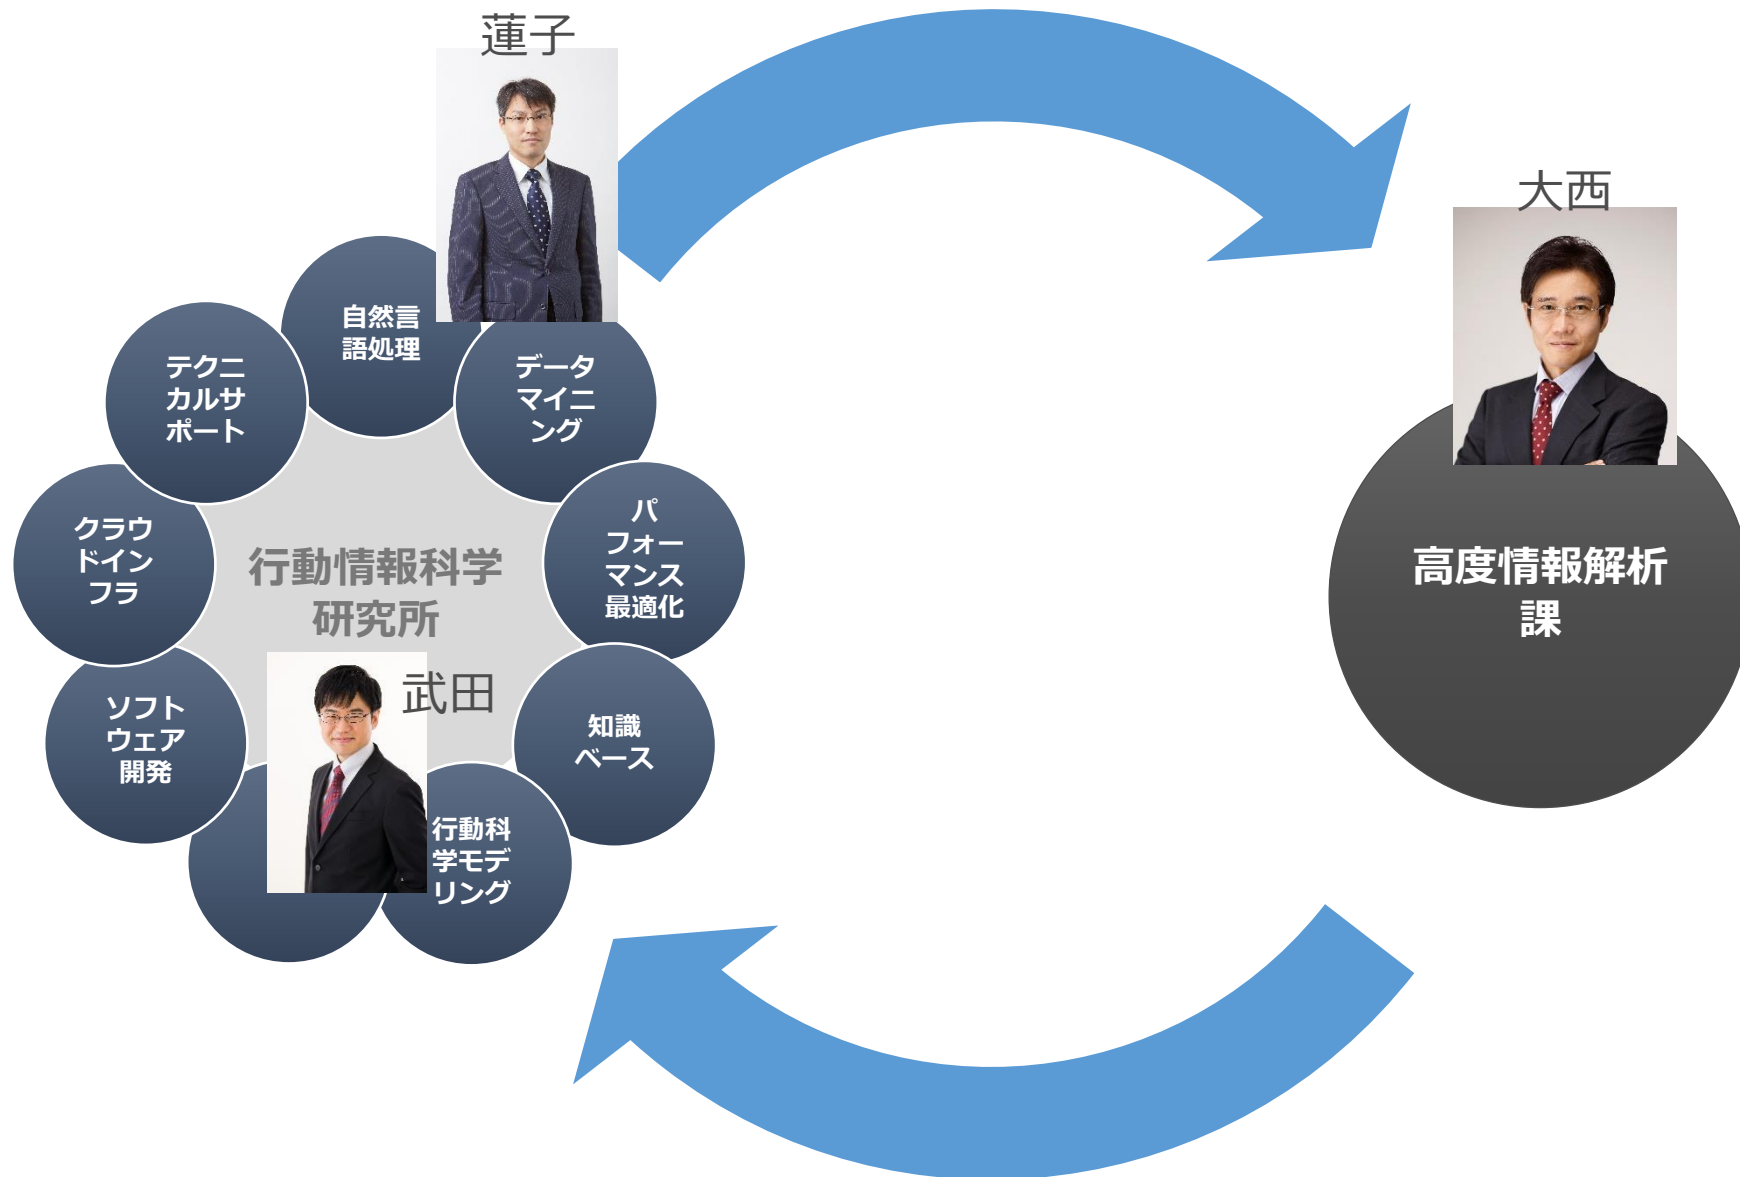 蓮子
大西
自然言
語処理
テクニ
カルサ
ポート
データ
マイニ
ング
クラウ
ドイン
フラ
行動情報科学
研究所
パ
フォー
マンス
最適化
高度情報解析
課
武田
ソフト
ウェア
開発
知識
ベース
行動科
学モデ
リング